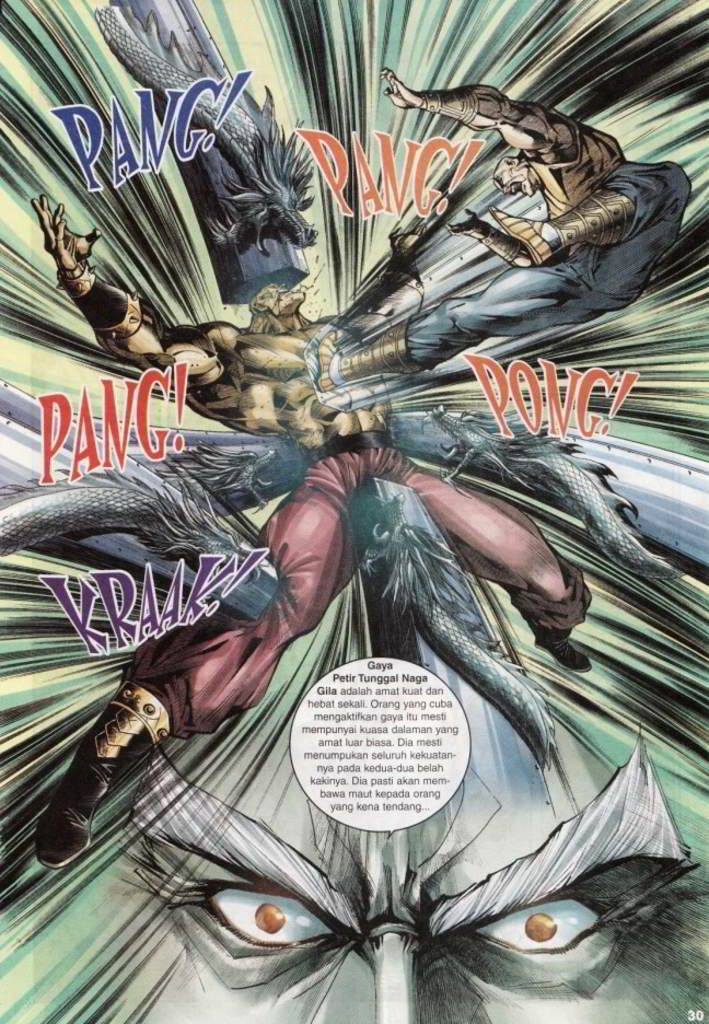 PANG!
PANG!
PANG!
PONG!
KRAAK!
Gaya
Petir Tunggal Naga
Gila adalah amat kuat dan
hebat sekali. Orang yang cuba
mengaktifkan gaya itu mesti
mempunyai kuasa dalaman yang
amat luar biasa. Dia mesti
menumpukan seluruh kekuatan-
nya pada kedua-dua belah
kakinya. Dia pasti akan mem-
bawa maut kepada orang
yang kena tendang...
30